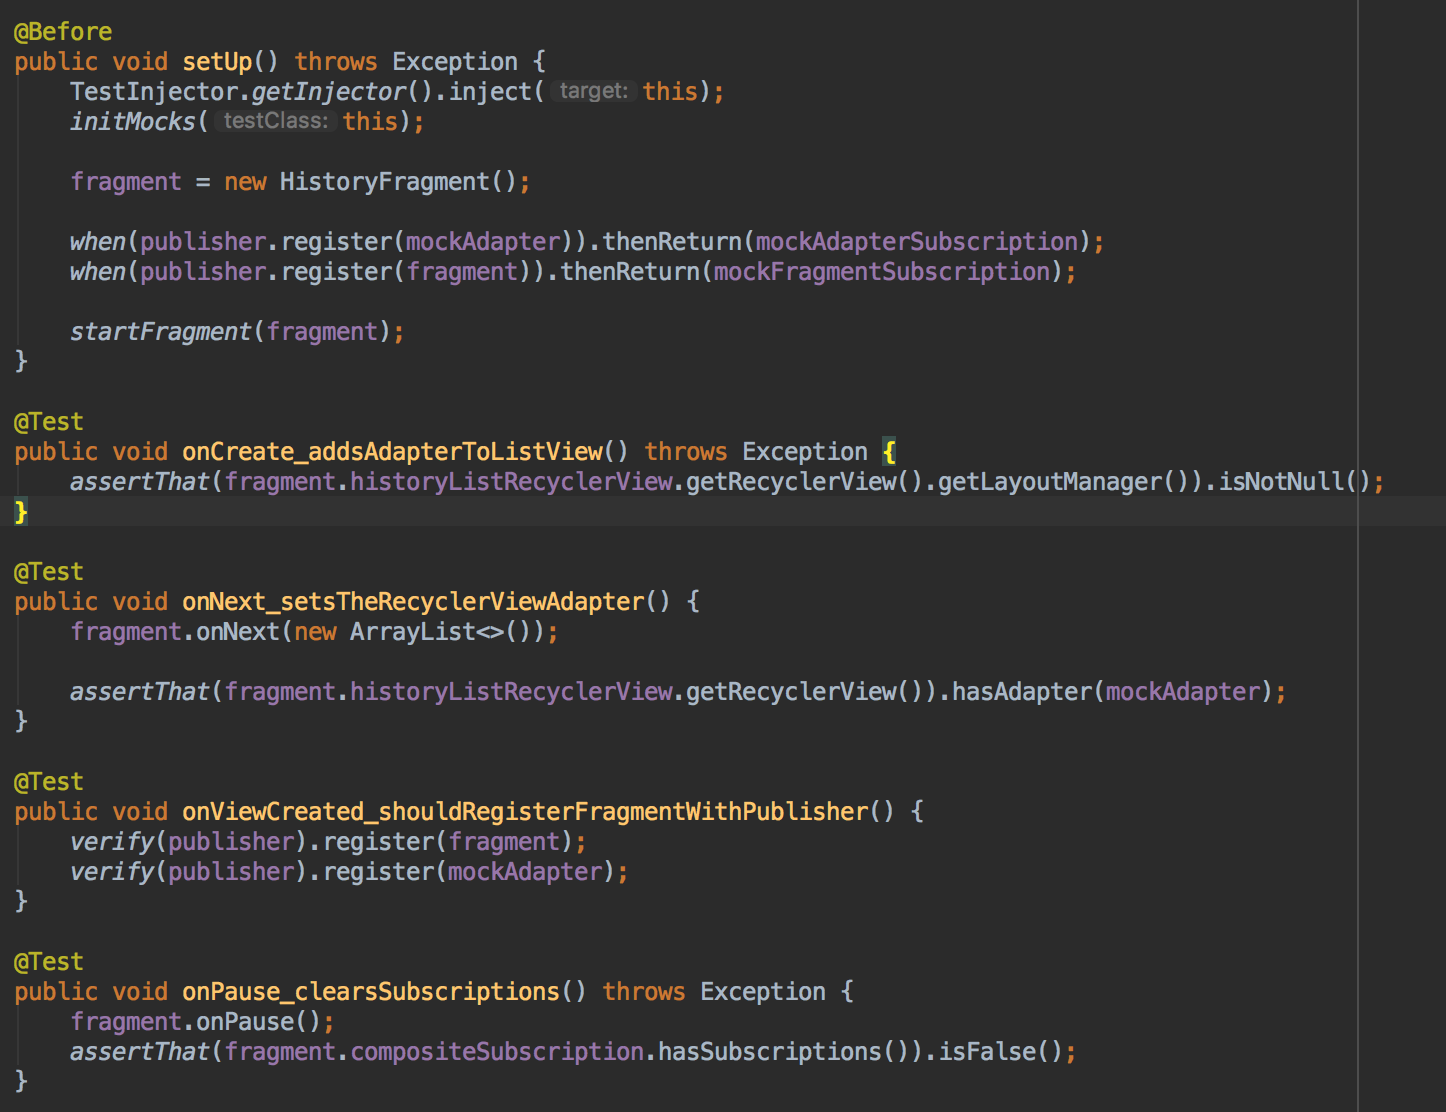 @Before
public void setUp() throws Exception {
    TestInjector.getInjector().inject( target: this);
    initMocks( testClass: this);

    fragment = new HistoryFragment();

    when(publisher.register(mockAdapter)).thenReturn(mockAdapterSubscription);
    when(publisher.register(fragment)).thenReturn(mockFragmentSubscription);

    startFragment(fragment);
}

@Test
public void onCreate_addsAdapterToListView() throws Exception {
    assertThat(fragment.historyListRecyclerView.getRecyclerView().getLayoutManager()).isNotNull();
}

@Test
public void onNext_setsTheRecyclerViewAdapter() {
    fragment.onNext(new ArrayList<>());

    assertThat(fragment.historyListRecyclerView.getRecyclerView()).hasAdapter(mockAdapter);
}

@Test
public void onViewCreated_shouldRegisterFragmentWithPublisher() {
    verify(publisher).register(fragment);
    verify(publisher).register(mockAdapter);
}

@Test
public void onPause_clearsSubscriptions() throws Exception {
    fragment.onPause();
    assertThat(fragment.compositeSubscription.hasSubscriptions()).isFalse();
}